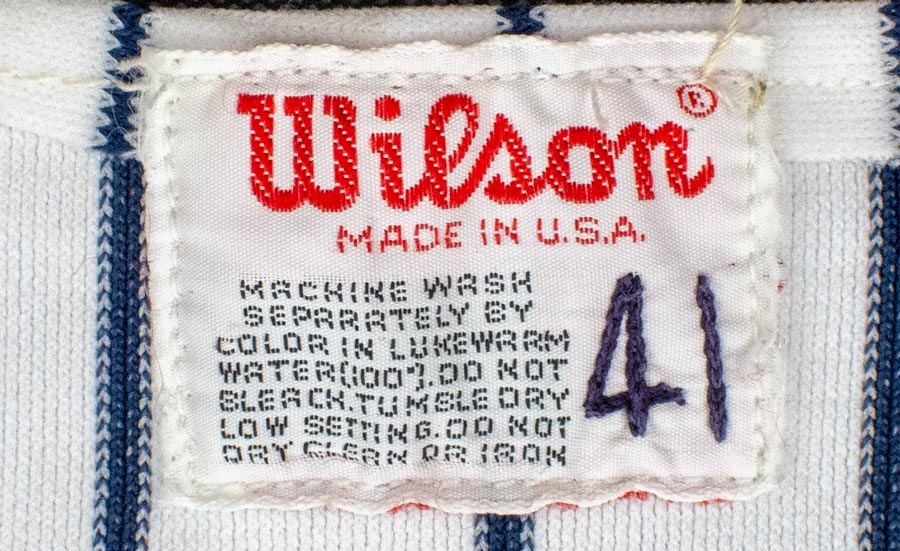 Wilson®
MADE IN U.S.A.
MACHINE WASH
SEPARATELY BY
COLOR IN LUKEWARM
WATER(100°).DO NOT
BLEACH.TUMBLE DRY
LOW SETTING.DO NOT
DRY CLEAN OR IRON
41